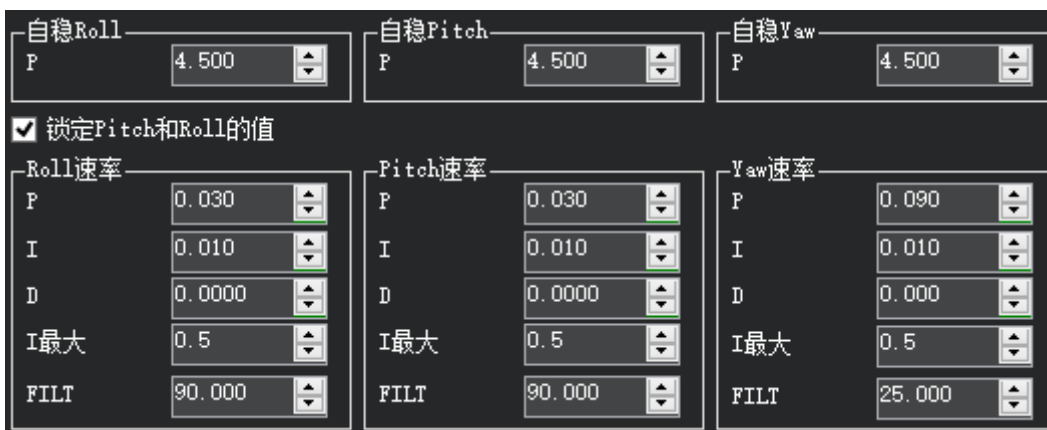 自稳Roll 自稳Pitch 自稳Yaw
P 4.500 P 4.500 P 4.500
锁定Pitch和Roll的值
Roll速率 Pitch速率 Yaw速率
P 0.030 P 0.030 P 0.090
I 0.010 I 0.010 I 0.010
D 0.0000 D 0.0000 D 0.000
I最大 0.5 I最大 0.5 I最大 0.5
FILT 90.000 FILT 90.000 FILT 25.000